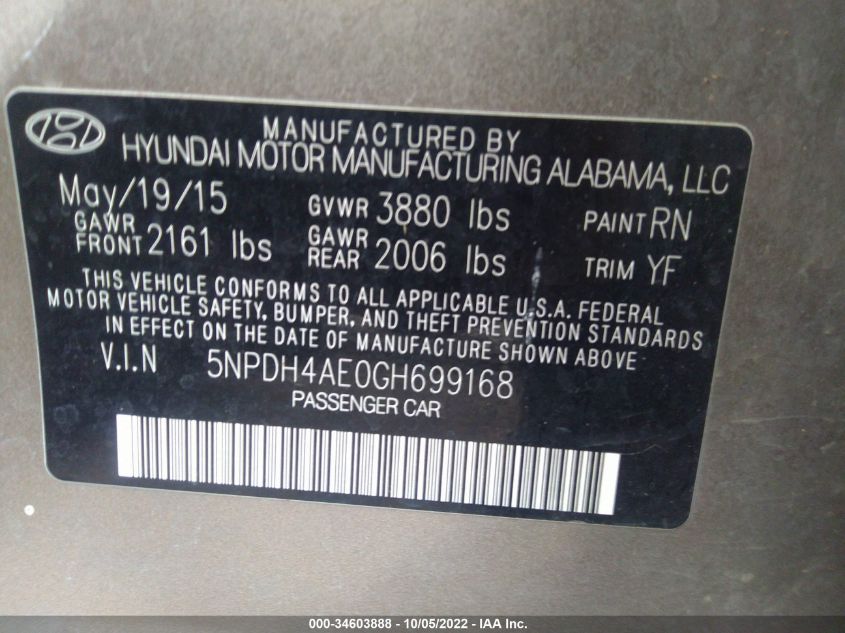 MANUFACTURED BY
HYUNDAI MOTOR MANUFACTURING ALABAMA, LLC
May/19/15 GVWR 3880 lbs PAINT RN
GAWR FRONT 2161 lbs GAWR REAR 2006 lbs TRIM YF
THIS VEHICLE CONFORMS TO ALL APPLICABLE U.S.A. FEDERAL
MOTOR VEHICLE SAFETY, BUMPER, AND THEFT PREVENTION STANDARDS
IN EFFECT ON THE DATE OF MANUFACTURE SHOWN ABOVE
V.I.N 5NPDH4AE0GH699168
PASSENGER CAR
000-34603888 - 10/05/2022 - IAA Inc.